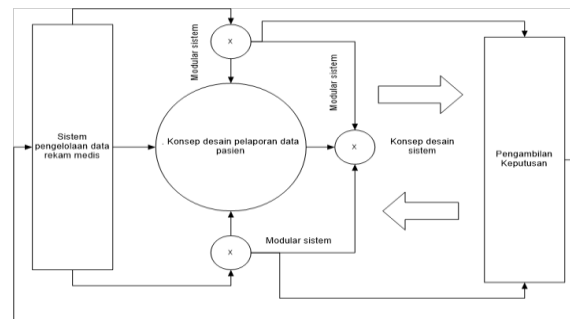 X
Modular sistem
Modular sistem
Sistem
pengelolaan data
rekam medis
Konsep desain pelaporan data
pasien
X
Konsep desain
sistem
Pengambilan
Keputusan
Modular sistem
X